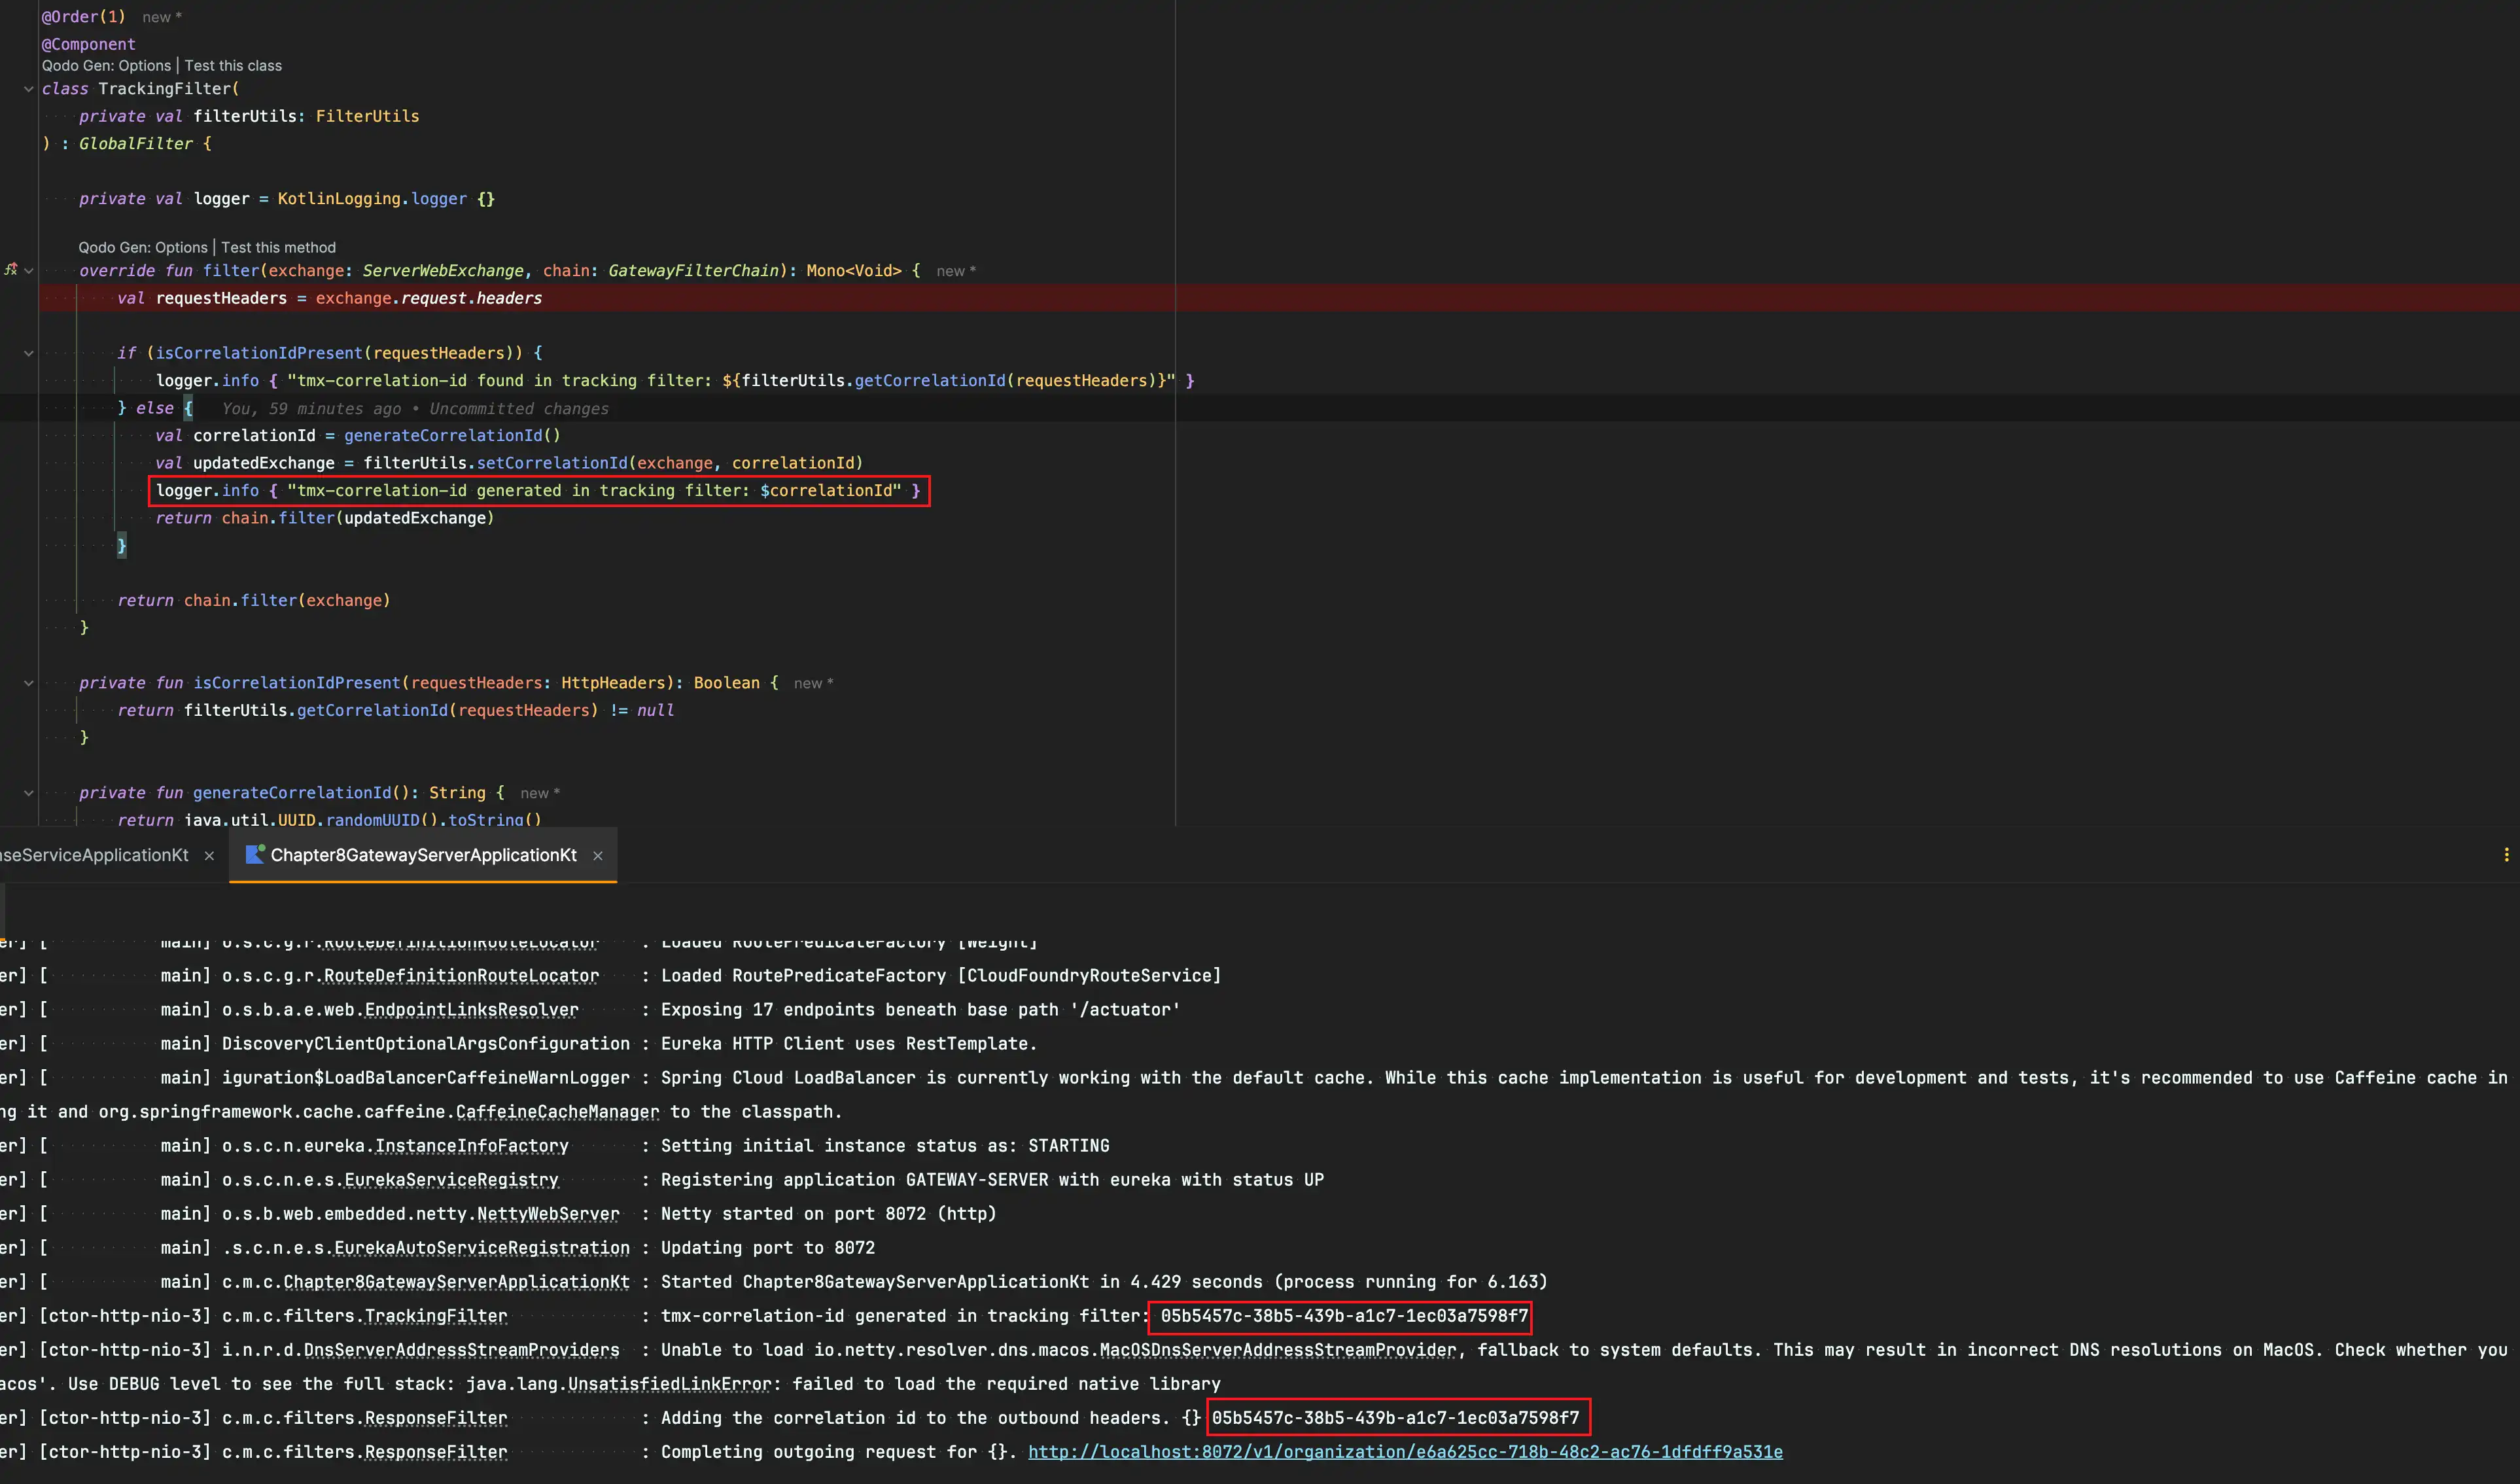 @Order(1) new *
@Component
Qodo Gen: Options | Test this class
class TrackingFilter(
    private val filterUtils: FilterUtils
) : GlobalFilter {
    private val logger = KotlinLogging.logger {}
    Qodo Gen: Options | Test this method
    override fun filter(exchange: ServerWebExchange, chain: GatewayFilterChain): Mono<Void> { new *
        val requestHeaders = exchange.request.headers
        if (isCorrelationIdPresent(requestHeaders)) {
            logger.info { "tmx-correlation-id found in tracking filter: ${filterUtils.getCorrelationId(requestHeaders)}" }
        } else { You, 59 minutes ago • Uncommitted changes
            val correlationId = generateCorrelationId()
            val updatedExchange = filterUtils.setCorrelationId(exchange, correlationId)
            logger.info { "tmx-correlation-id generated in tracking filter: $correlationId" }
            return chain.filter(updatedExchange)
        }
        return chain.filter(exchange)
    }
    private fun isCorrelationIdPresent(requestHeaders: HttpHeaders): Boolean { new *
        return filterUtils.getCorrelationId(requestHeaders) != null
    }
    private fun generateCorrelationId(): String { new *
        return java.util.UUID.randomUUID().toString()
nseServiceApplicationKt × Chapter8GatewayServerApplicationKt ×
er] [           main] o.s.c.g.r.RouteDefinitionRouteLocator    : Loaded RoutePredicateFactory [Weight]
er] [           main] o.s.c.g.r.RouteDefinitionRouteLocator    : Loaded RoutePredicateFactory [CloudFoundryRouteService]
er] [           main] o.s.b.a.e.web.EndpointLinksResolver      : Exposing 17 endpoints beneath base path '/actuator'
er] [           main] DiscoveryClientOptionalArgsConfiguration : Eureka HTTP Client uses RestTemplate.
er] [           main] iguration$LoadBalancerCaffeineWarnLogger : Spring Cloud LoadBalancer is currently working with the default cache. While this cache implementation is useful for development and tests, it's recommended to use Caffeine cache in
ng it and org.springframework.cache.caffeine.CaffeineCacheManager to the classpath.
er] [           main] o.s.c.n.eureka.InstanceInfoFactory       : Setting initial instance status as: STARTING
er] [           main] o.s.c.n.e.s.EurekaServiceRegistry        : Registering application GATEWAY-SERVER with eureka with status UP
er] [           main] o.s.b.web.embedded.netty.NettyWebServer  : Netty started on port 8072 (http)
er] [           main] .s.c.n.e.s.EurekaAutoServiceRegistration : Updating port to 8072
er] [           main] c.m.c.Chapter8GatewayServerApplicationKt : Started Chapter8GatewayServerApplicationKt in 4.429 seconds (process running for 6.163)
er] [ctor-http-nio-3] c.m.c.filters.TrackingFilter             : tmx-correlation-id generated in tracking filter: 05b5457c-38b5-439b-a1c7-1ec03a7598f7
er] [ctor-http-nio-3] i.n.r.d.DnsServerAddressStreamProviders  : Unable to load io.netty.resolver.dns.macos.MacOSDnsServerAddressStreamProvider, fallback to system defaults. This may result in incorrect DNS resolutions on MacOS. Check whether you
acos'. Use DEBUG level to see the full stack: java.lang.UnsatisfiedLinkError: failed to load the required native library
er] [ctor-http-nio-3] c.m.c.filters.ResponseFilter             : Adding the correlation id to the outbound headers. {} 05b5457c-38b5-439b-a1c7-1ec03a7598f7
er] [ctor-http-nio-3] c.m.c.filters.ResponseFilter             : Completing outgoing request for {}. http://localhost:8072/v1/organization/e6a625cc-718b-48c2-ac76-1dfdff9a531e